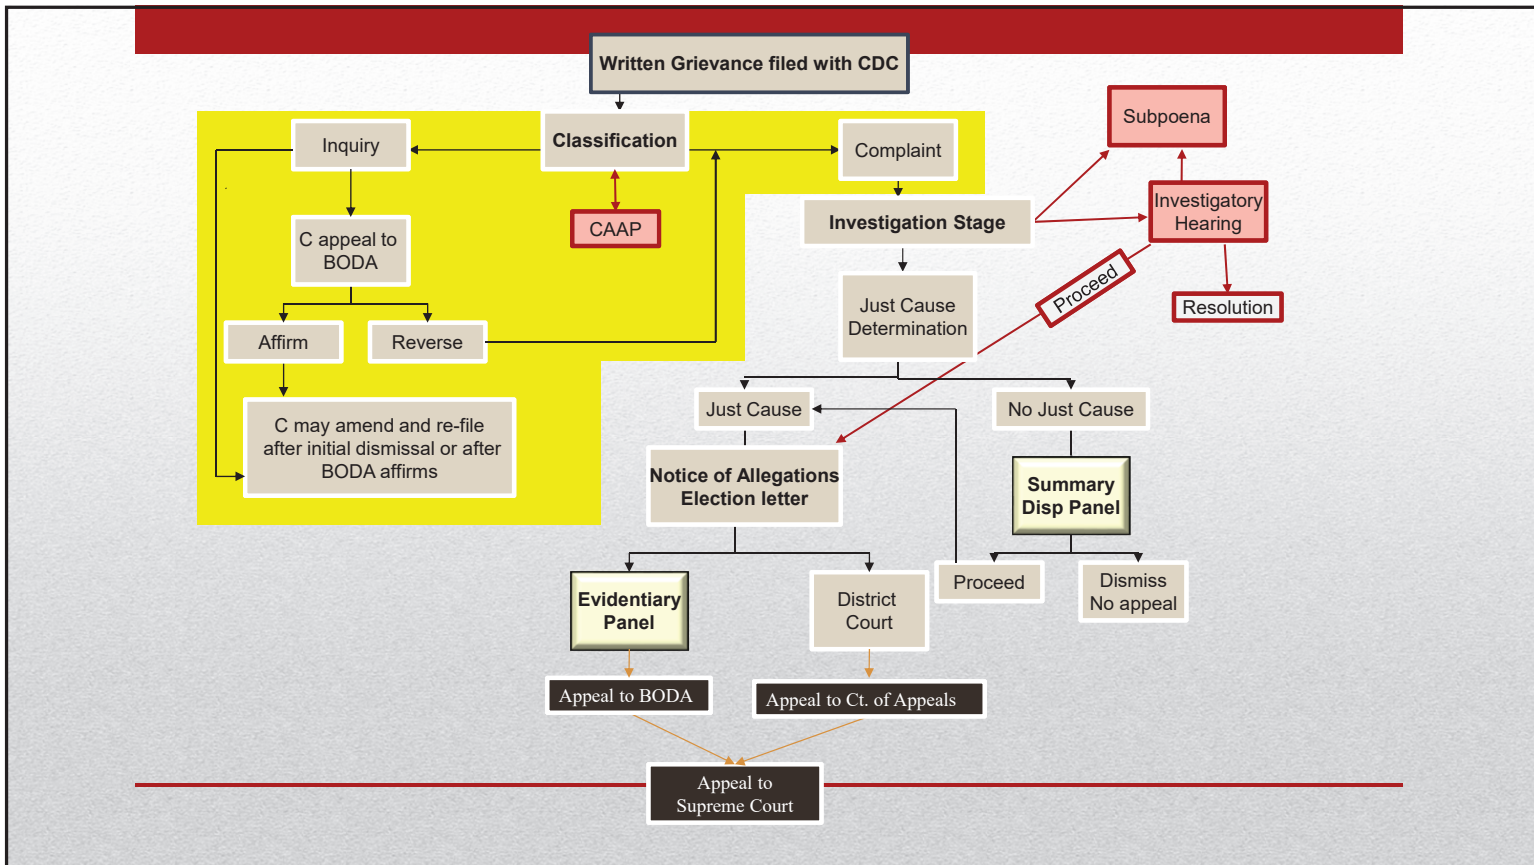 Written Grievance filed with CDC
Classification
Inquiry
Complaint
Subpoena
CAAP
Investigation Stage
Investigatory
Hearing
C appeal to
BODA
Proceed
Resolution
Just Cause
Determination
Affirm
Reverse
C may amend and re-file
after initial dismissal or after
BODA affirms
Just Cause
No Just Cause
Notice of Allegations
Election letter
Summary
Disp Panel
Evidentiary
Panel
District
Court
Proceed
Dismiss
No appeal
Appeal to BODA
Appeal to Ct. of Appeals
Appeal to
Supreme Court